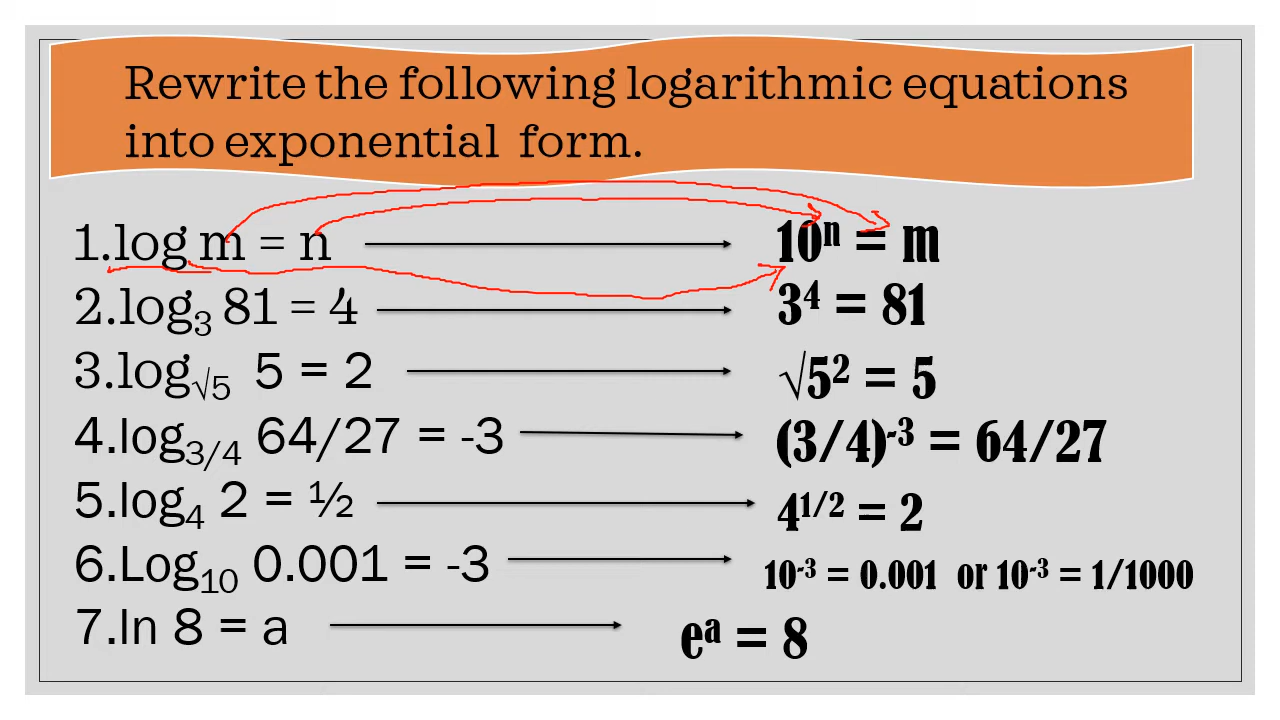 Rewrite the following logarithmic equations
into exponential form.
1.log m = n 10ⁿ = m
2.log₃ 81 = 4 3⁴ = 81
3.log√5 5 = 2 √5² = 5
4.log3/4 64/27 = -3 (3/4)⁻³ = 64/27
5.log₄ 2 = ½ 4^1/2 = 2
6.Log₁₀ 0.001 = -3 10⁻³ = 0.001 or 10⁻³ = 1/1000
7.ln 8 = a eᵃ = 8